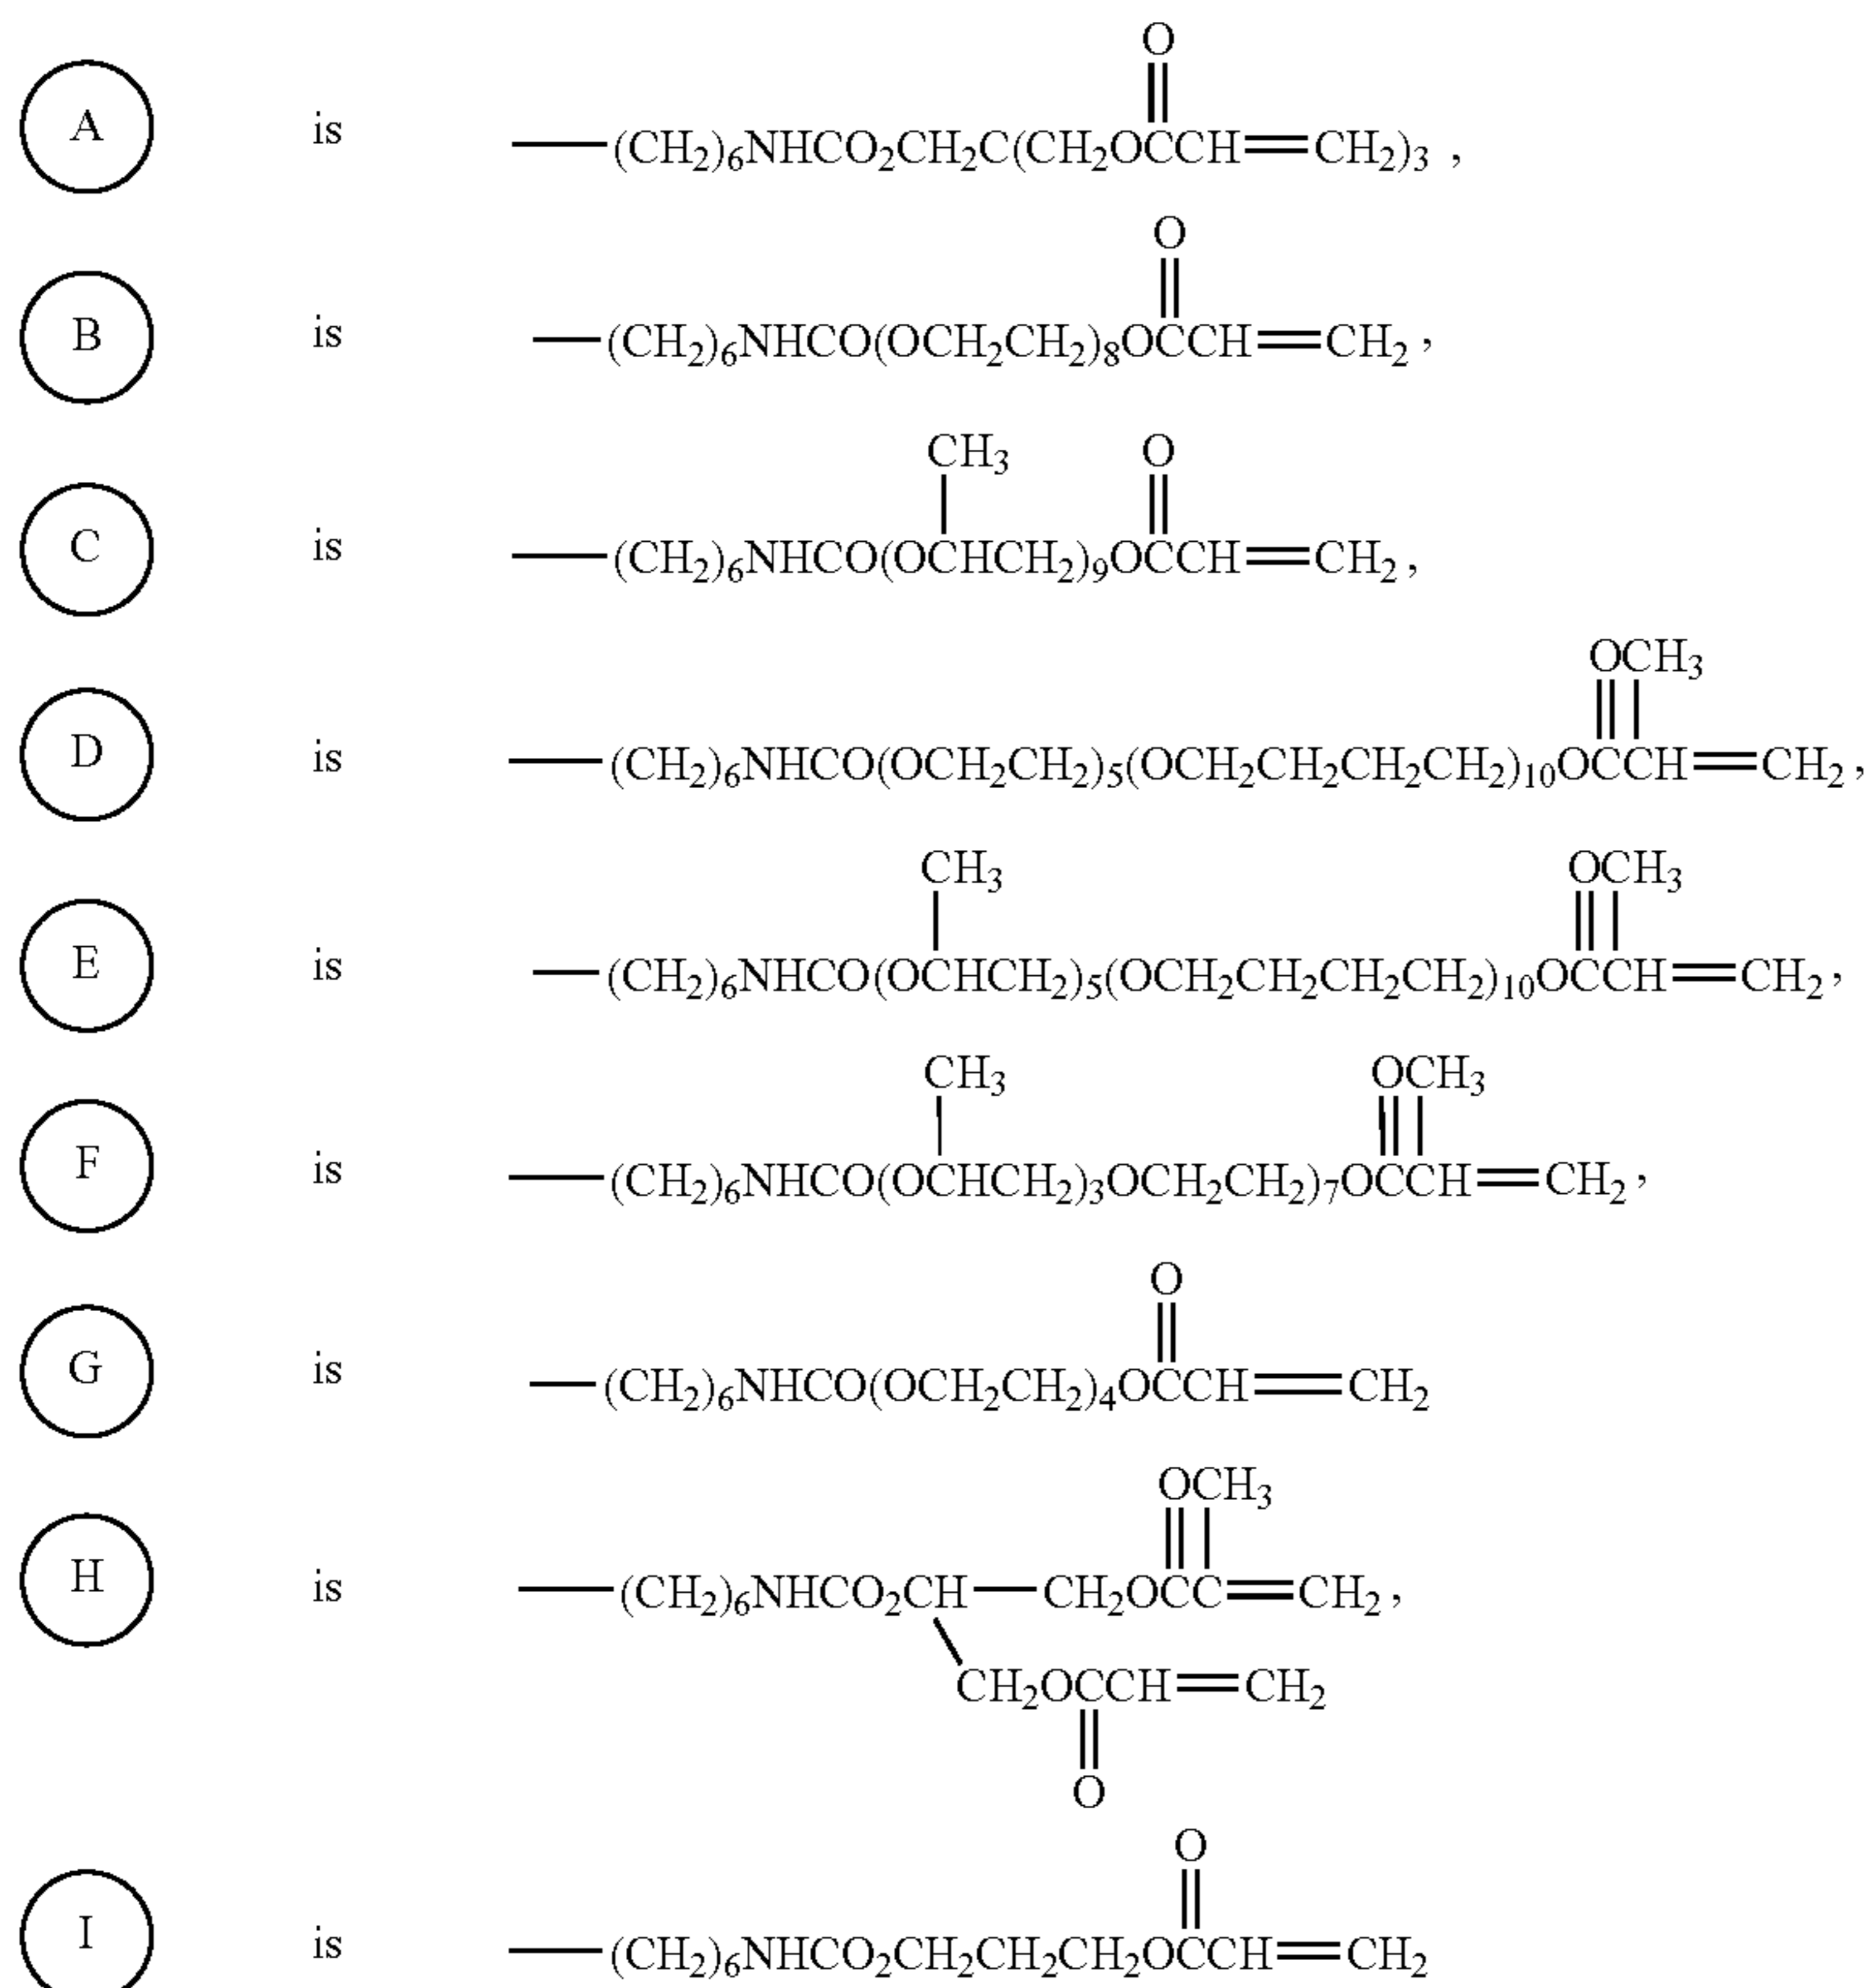 O
A is —(CH₂)₆NHCO₂CH₂C(CH₂OCCH=CH₂)₃ ,
O
B is —(CH₂)₆NHCO(OCH₂CH₂)₈OCCH=CH₂ ,
CH₃ O
C is —(CH₂)₆NHCO(OCHCH₂)₉OCCH=CH₂ ,
OCH₃
D is —(CH₂)₆NHCO(OCH₂CH₂)₅(OCH₂CH₂CH₂CH₂)₁₀OCCH=CH₂ ,
CH₃ OCH₃
E is —(CH₂)₆NHCO(OCHCH₂)₅(OCH₂CH₂CH₂CH₂)₁₀OCCH=CH₂ ,
CH₃ OCH₃
F is —(CH₂)₆NHCO(OCHCH₂)₃OCH₂CH₂)₇OCCH=CH₂ ,
O
G is —(CH₂)₆NHCO(OCH₂CH₂)₄OCCH=CH₂
OCH₃
H is —(CH₂)₆NHCO₂CH—CH₂OCC=CH₂ ,
CH₂OCCH=CH₂
O
O
I is —(CH₂)₆NHCO₂CH₂CH₂CH₂OCCH=CH₂